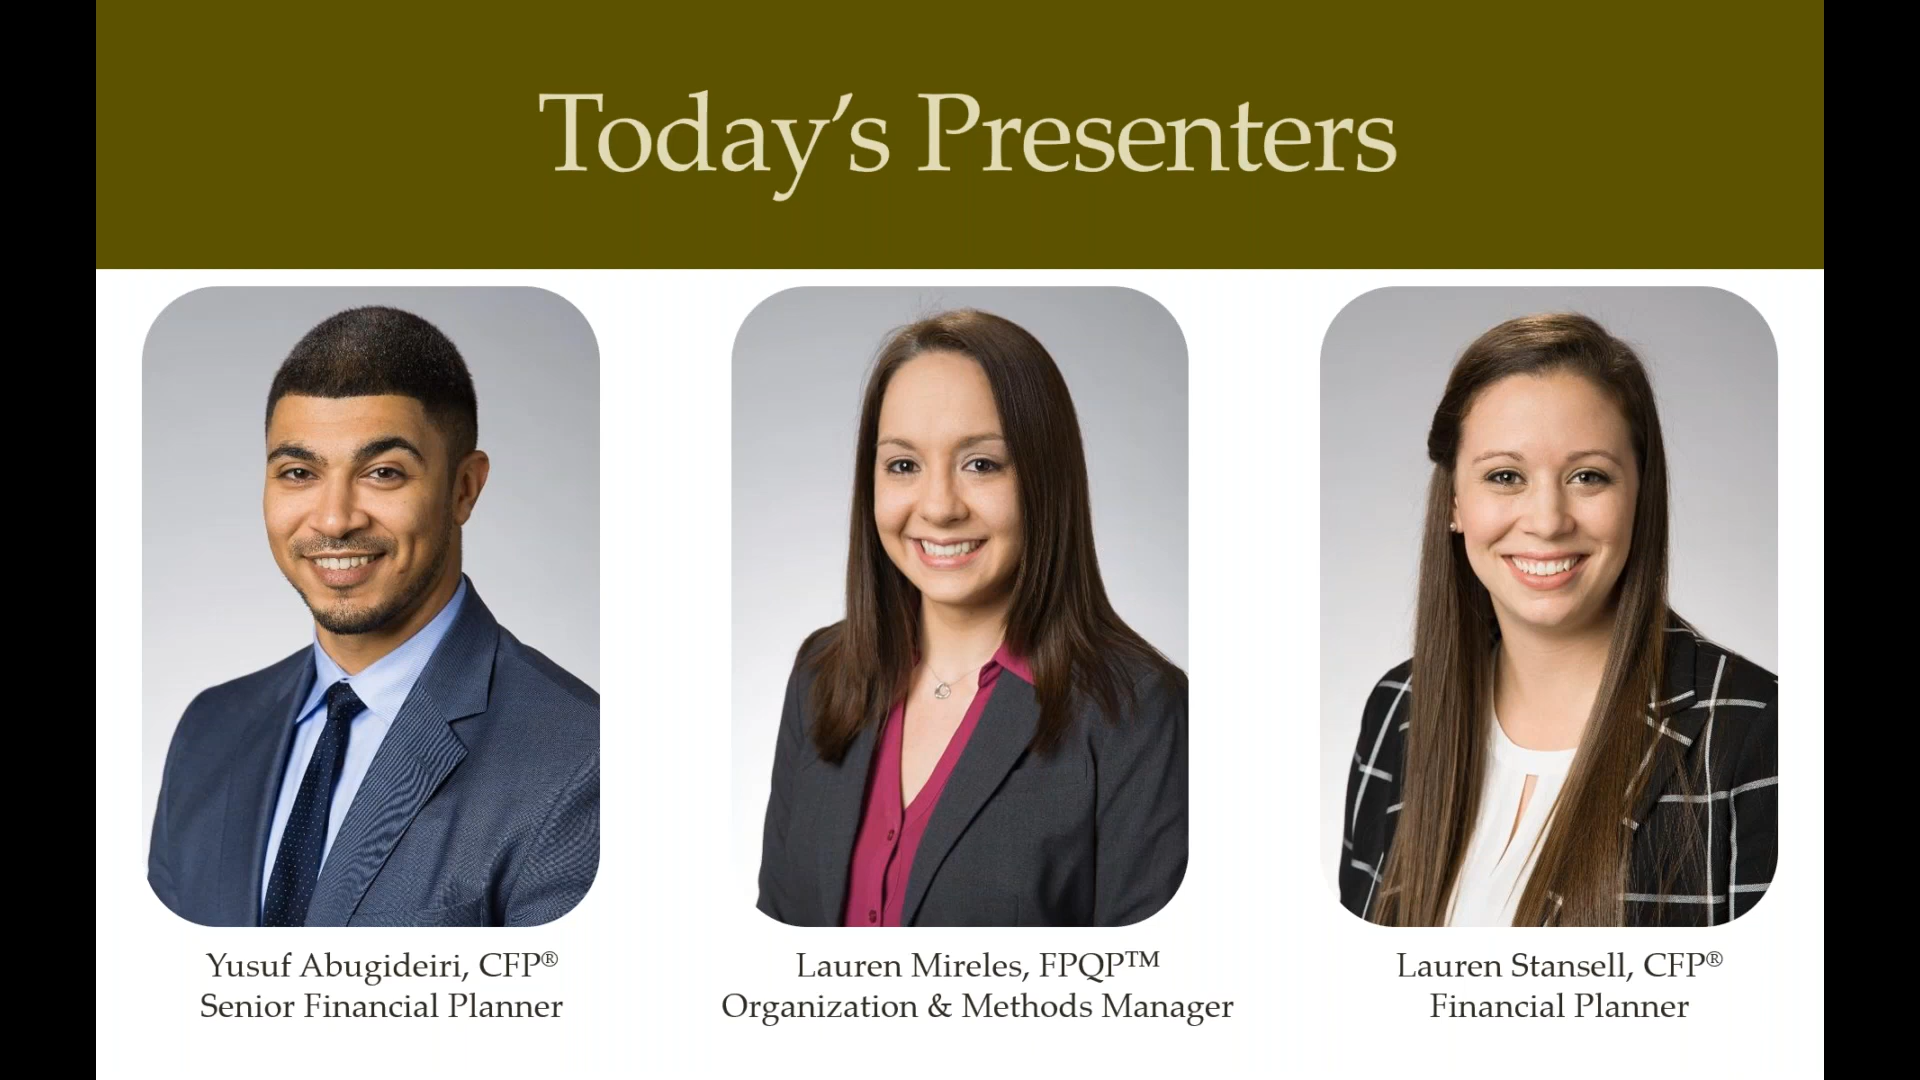 Today’s Presenters
Yusuf Abugideiri, CFP®
Senior Financial Planner
Lauren Mireles, FPQP™
Organization & Methods Manager
Lauren Stansell, CFP®
Financial Planner